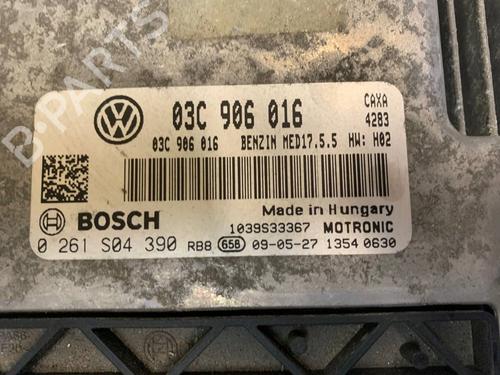 B-PARTS
03C 906 016
CAXA
4283
03C 906 016 BENZIN MED17.5.5 HW: H02
BOSCH
Made in Hungary
1039S33367 MOTRONIC
0 261 S04 390 RB8 658 09-05-27 1354 0630